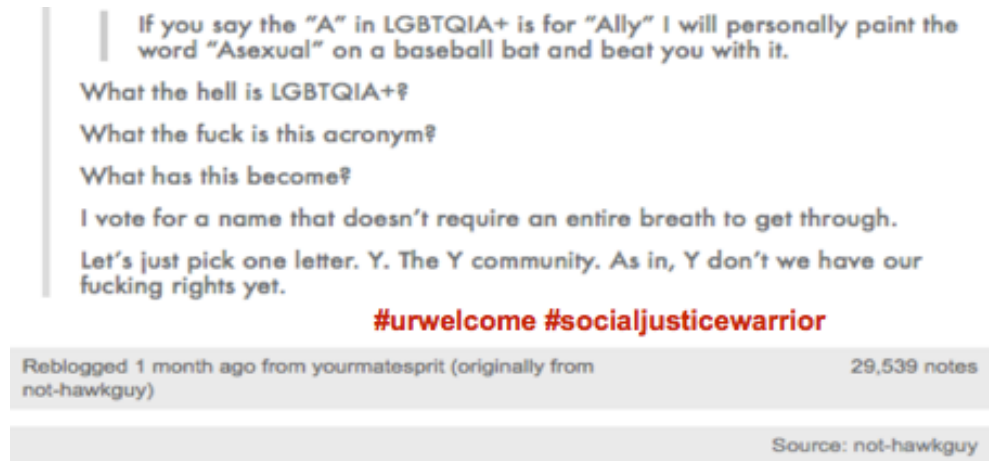 If you say the “A” in LGBTQIA+ is for “Ally” I will personally paint the
word “Asexual” on a baseball bat and beat you with it.
What the hell is LGBTQIA+?
What the fuck is this acronym?
What has this become?
I vote for a name that doesn’t require an entire breath to get through.
Let’s just pick one letter. Y. The Y community. As in, Y don’t we have our
fucking rights yet.
#urwelcome #socialjusticewarrior
Reblogged 1 month ago from yourmatesprit (originally from 29,539 notes
not-hawkguy)
Source: not-hawkguy